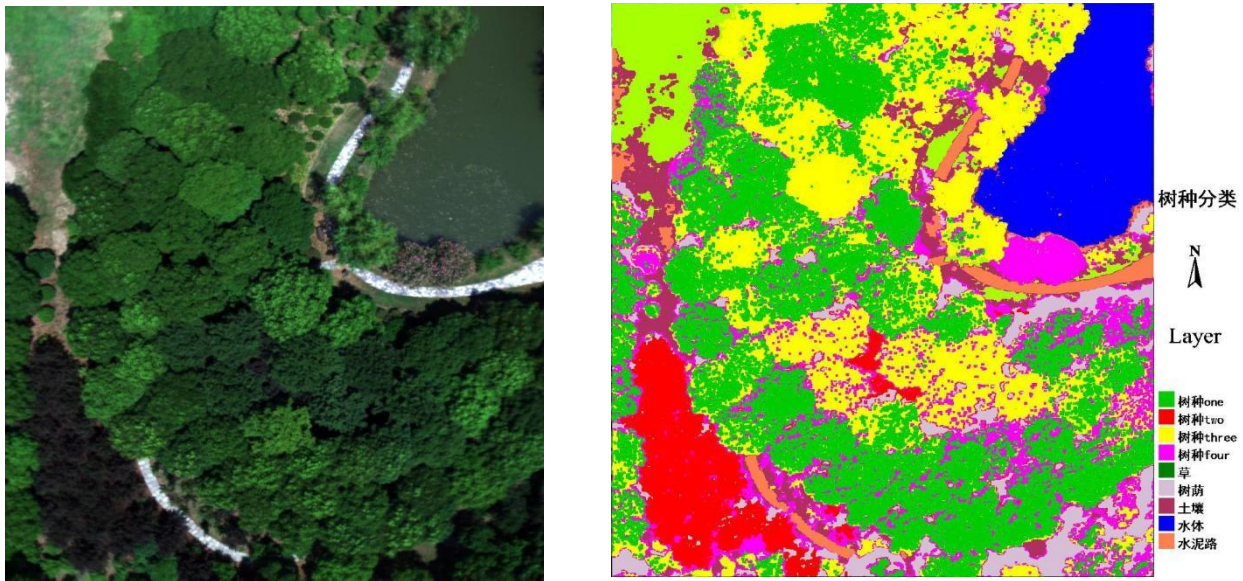 树种分类
N
Layer
树种one
树种two
树种three
树种four
草
树荫
土壤
水体
水泥路